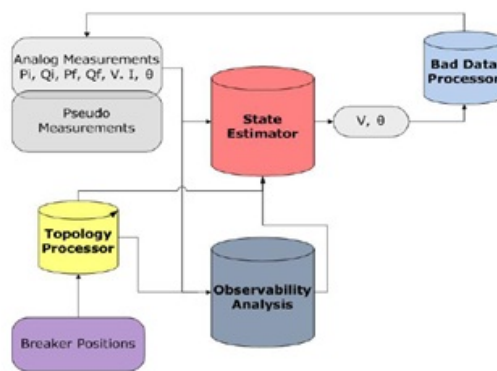 Analog Measurements
Pi, Qi, Pf, Qf, V. I, θ
Pseudo
Measurements
State
Estimator
V, θ
Bad Data
Processor
Topology
Processor
Observability
Analysis
Breaker Positions